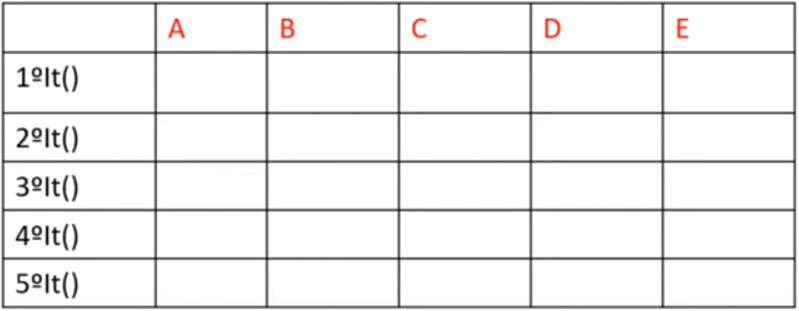 A B C D E
1ºIt()
2ºIt()
3ºIt()
4ºIt()
5ºIt()